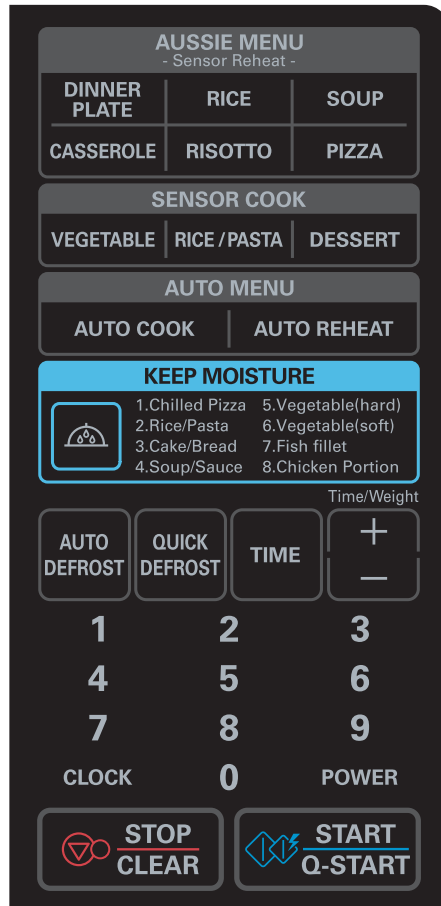 AUSSIE MENU
- Sensor Reheat -
DINNER
PLATE
RICE
SOUP
CASSEROLE
RISOTTO
PIZZA
SENSOR COOK
VEGETABLE
RICE / PASTA
DESSERT
AUTO MENU
AUTO COOK
AUTO REHEAT
KEEP MOISTURE
1.Chilled Pizza
2.Rice/Pasta
3.Cake/Bread
4.Soup/Sauce
5.Vegetable(hard)
6.Vegetable(soft)
7.Fish fillet
8.Chicken Portion
Time/Weight
AUTO
DEFROST
QUICK
DEFROST
TIME
+
—
1 2 3
4 5 6
7 8 9
CLOCK 0 POWER
STOP
CLEAR
START
Q-START